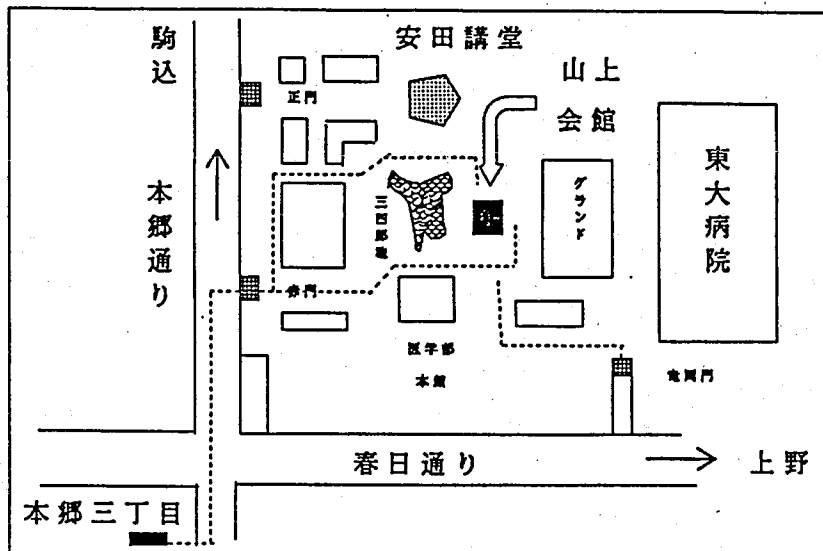 駒込
安田講堂
山上
会館
正門
本郷通り
三四郎池
グランド
東大病院
赤門
医学部
本館
竜岡門
春日通り
上野
本郷三丁目